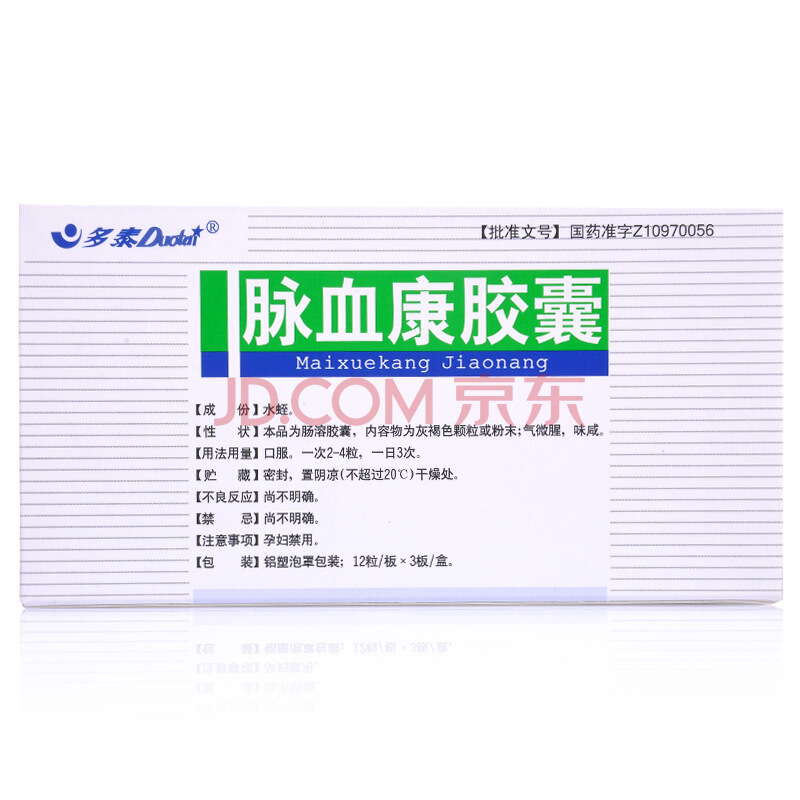 多泰Duotai®
【批准文号】国药准字Z10970056
脉血康胶囊
Maixuekang Jiaonang
JD.COM 京东
【成 份】水蛭。
【性 状】本品为肠溶胶囊，内容物为灰褐色颗粒或粉末；气微腥，味咸。
【用法用量】口服。一次2-4粒，一日3次。
【贮 藏】密封，置阴凉(不超过20℃)干燥处。
【不良反应】尚不明确。
【禁 忌】尚不明确。
【注意事项】孕妇禁用。
【包 装】铝塑泡罩包装；12粒/板×3板/盒。